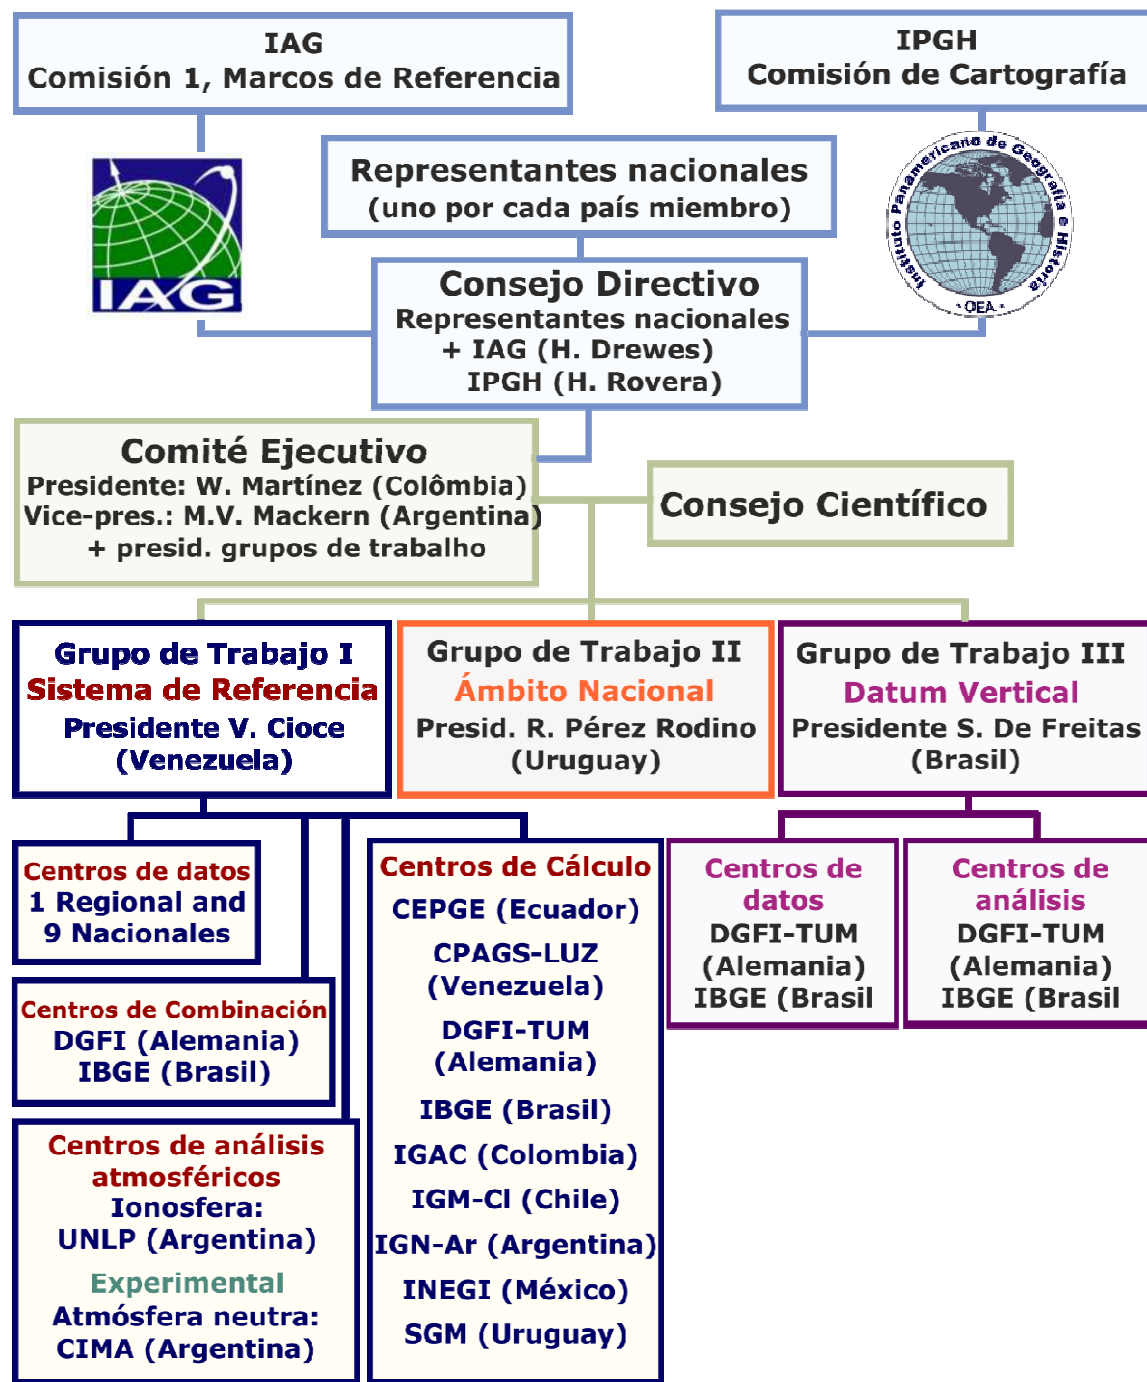 IAG
Comisión 1, Marcos de Referencia
IPGH
Comisión de Cartografía
IAG
Instituto Panamericano de Geografía e Historia
· OEA ·
Representantes nacionales
(uno por cada país miembro)
Consejo Directivo
Representantes nacionales
+ IAG (H. Drewes)
IPGH (H. Rovera)
Comité Ejecutivo
Presidente: W. Martínez (Colômbia)
Vice-pres.: M.V. Mackern (Argentina)
+ presid. grupos de trabalho
Consejo Científico
Grupo de Trabajo I
Sistema de Referencia
Presidente V. Cioce
(Venezuela)
Grupo de Trabajo II
Ámbito Nacional
Presid. R. Pérez Rodino
(Uruguay)
Grupo de Trabajo III
Datum Vertical
Presidente S. De Freitas
(Brasil)
Centros de datos
1 Regional and
9 Nacionales
Centros de Combinación
DGFI (Alemania)
IBGE (Brasil)
Centros de análisis
atmosféricos
Ionosfera:
UNLP (Argentina)
Experimental
Atmósfera neutra:
CIMA (Argentina)
Centros de Cálculo
CEPGE (Ecuador)
CPAGS-LUZ
(Venezuela)
DGFI-TUM
(Alemania)
IBGE (Brasil)
IGAC (Colombia)
IGM-Cl (Chile)
IGN-Ar (Argentina)
INEGI (México)
SGM (Uruguay)
Centros de
datos
DGFI-TUM
(Alemania)
IBGE (Brasil
Centros de
análisis
DGFI-TUM
(Alemania)
IBGE (Brasil